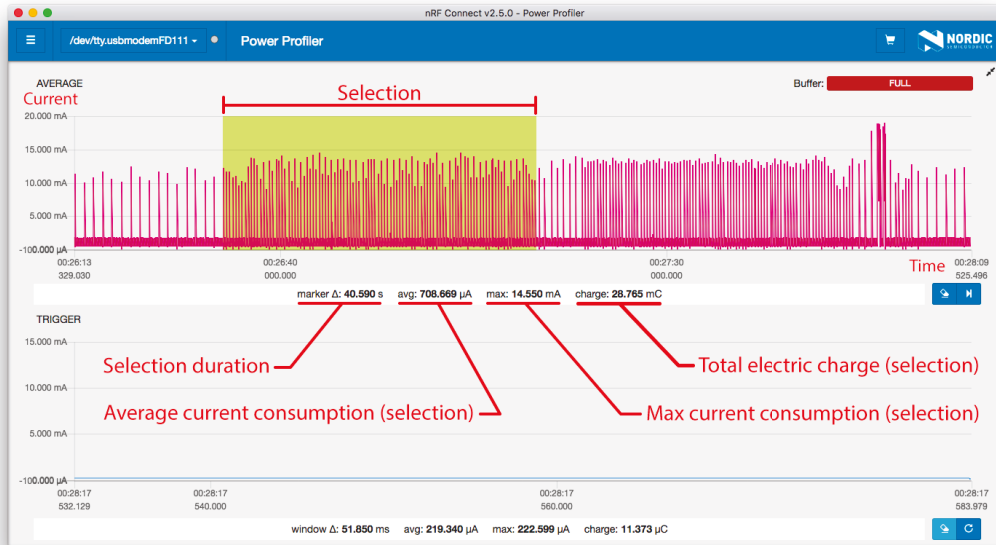 nRF Connect v2.5.0 - Power Profiler
/dev/tty.usbmodemFD111
Power Profiler
NORDIC
SEMICONDUCTOR
AVERAGE
Buffer: FULL
Current
Selection
20.000 mA
15.000 mA
10.000 mA
5.000 mA
00:26:13
329.030
00:26:40
000.000
00:27:30
000.000
Time
00:28:09
525.496
marker Δ: 40.590 s avg: 708.669 µA max: 14.550 mA charge: 28.765 mC
TRIGGER
15.000 mA
Selection duration
Total electric charge (selection)
10.000 mA
Average current consumption (selection)
Max current consumption (selection)
5.000 mA
00:28:17
532.129
00:28:17
540.000
00:28:17
560.000
00:28:17
583.979
window Δ: 51.850 ms avg: 219.340 µA max: 222.599 µA charge: 11.373 µC